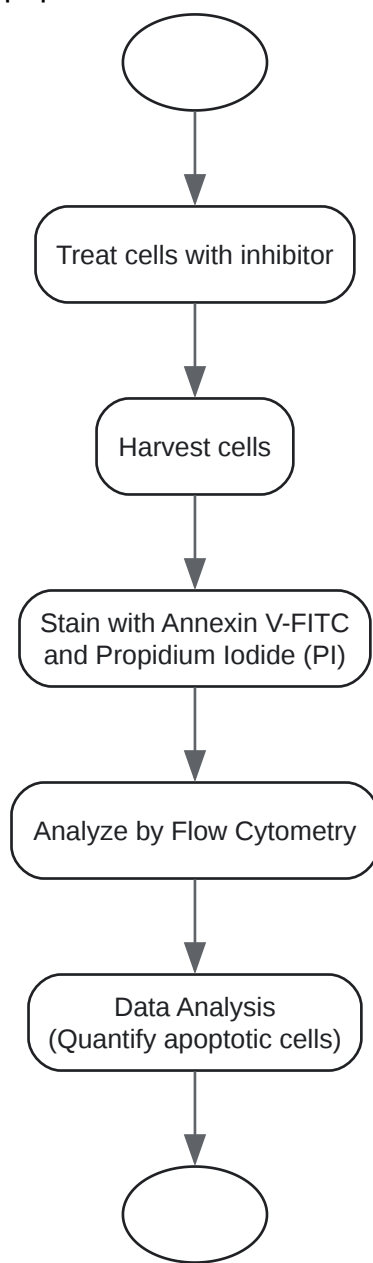 Treat cells with inhibitor
Harvest cells
Stain with Annexin V-FITC
and Propidium Iodide (PI)
Analyze by Flow Cytometry
Data Analysis
(Quantify apoptotic cells)